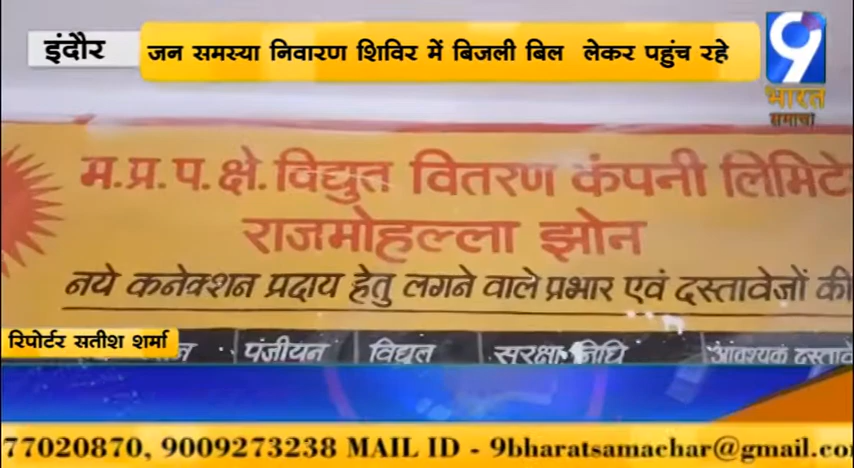 इंदौर
जन समस्या निवारण शिविर में बिजली बिल लेकर पहुंच रहे
9
भारत
समाचार
म.प्र.प.क्षे.विद्युत वितरण कंपनी लिमिटे
राजमोहल्ला झोन
नये कनेक्शन प्रदाय हेतु लगने वाले प्रभार एवं दस्तावेजों की
रिपोर्टर सतीश शर्मा
पंजीयन विद्युत सुरक्षा निधि आवश्यक दस्तावे
77020870, 9009273238 MAIL ID - 9bharatsamachar@gmail.co